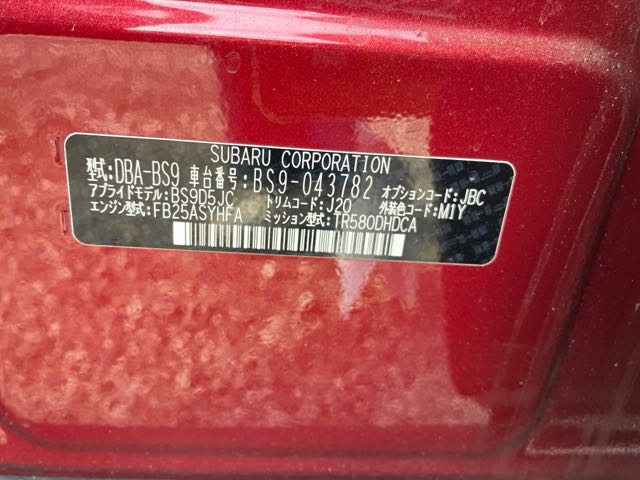 SUBARU CORPORATION
型式:DBA-BS9 車台番号:BS9-043782 オプションコード:JBC
アプライドモデル:BS9D5JC トリムコード:J20 外装色コード:M1Y
エンジン型式:FB25ASYHFA ミッション型式:TR580DHDCA